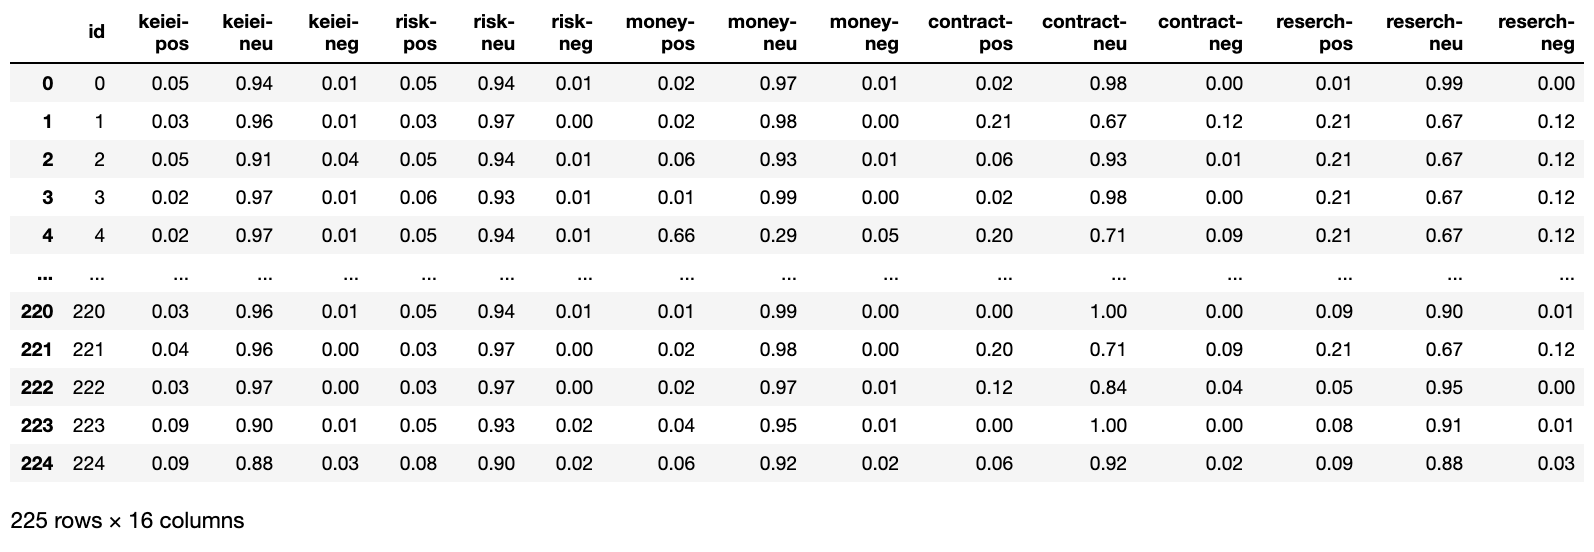 id keiei-pos keiei-neu keiei-neg risk-pos risk-neu risk-neg money-pos money-neu money-neg contract-pos contract-neu contract-neg reserch-pos reserch-neu reserch-neg
0 0 0.05 0.94 0.01 0.05 0.94 0.01 0.02 0.97 0.01 0.02 0.98 0.00 0.01 0.99 0.00
1 1 0.03 0.96 0.01 0.03 0.97 0.00 0.02 0.98 0.00 0.21 0.67 0.12 0.21 0.67 0.12
2 2 0.05 0.91 0.04 0.05 0.94 0.01 0.06 0.93 0.01 0.06 0.93 0.01 0.21 0.67 0.12
3 3 0.02 0.97 0.01 0.06 0.93 0.01 0.01 0.99 0.00 0.02 0.98 0.00 0.21 0.67 0.12
4 4 0.02 0.97 0.01 0.05 0.94 0.01 0.66 0.29 0.05 0.20 0.71 0.09 0.21 0.67 0.12
... ... ... ... ... ... ... ... ... ... ... ... ... ... ... ... ...
220 220 0.03 0.96 0.01 0.05 0.94 0.01 0.01 0.99 0.00 0.00 1.00 0.00 0.09 0.90 0.01
221 221 0.04 0.96 0.00 0.03 0.97 0.00 0.02 0.98 0.00 0.20 0.71 0.09 0.21 0.67 0.12
222 222 0.03 0.97 0.00 0.03 0.97 0.00 0.02 0.97 0.01 0.12 0.84 0.04 0.05 0.95 0.00
223 223 0.09 0.90 0.01 0.05 0.93 0.02 0.04 0.95 0.01 0.00 1.00 0.00 0.08 0.91 0.01
224 224 0.09 0.88 0.03 0.08 0.90 0.02 0.06 0.92 0.02 0.06 0.92 0.02 0.09 0.88 0.03
225 rows × 16 columns